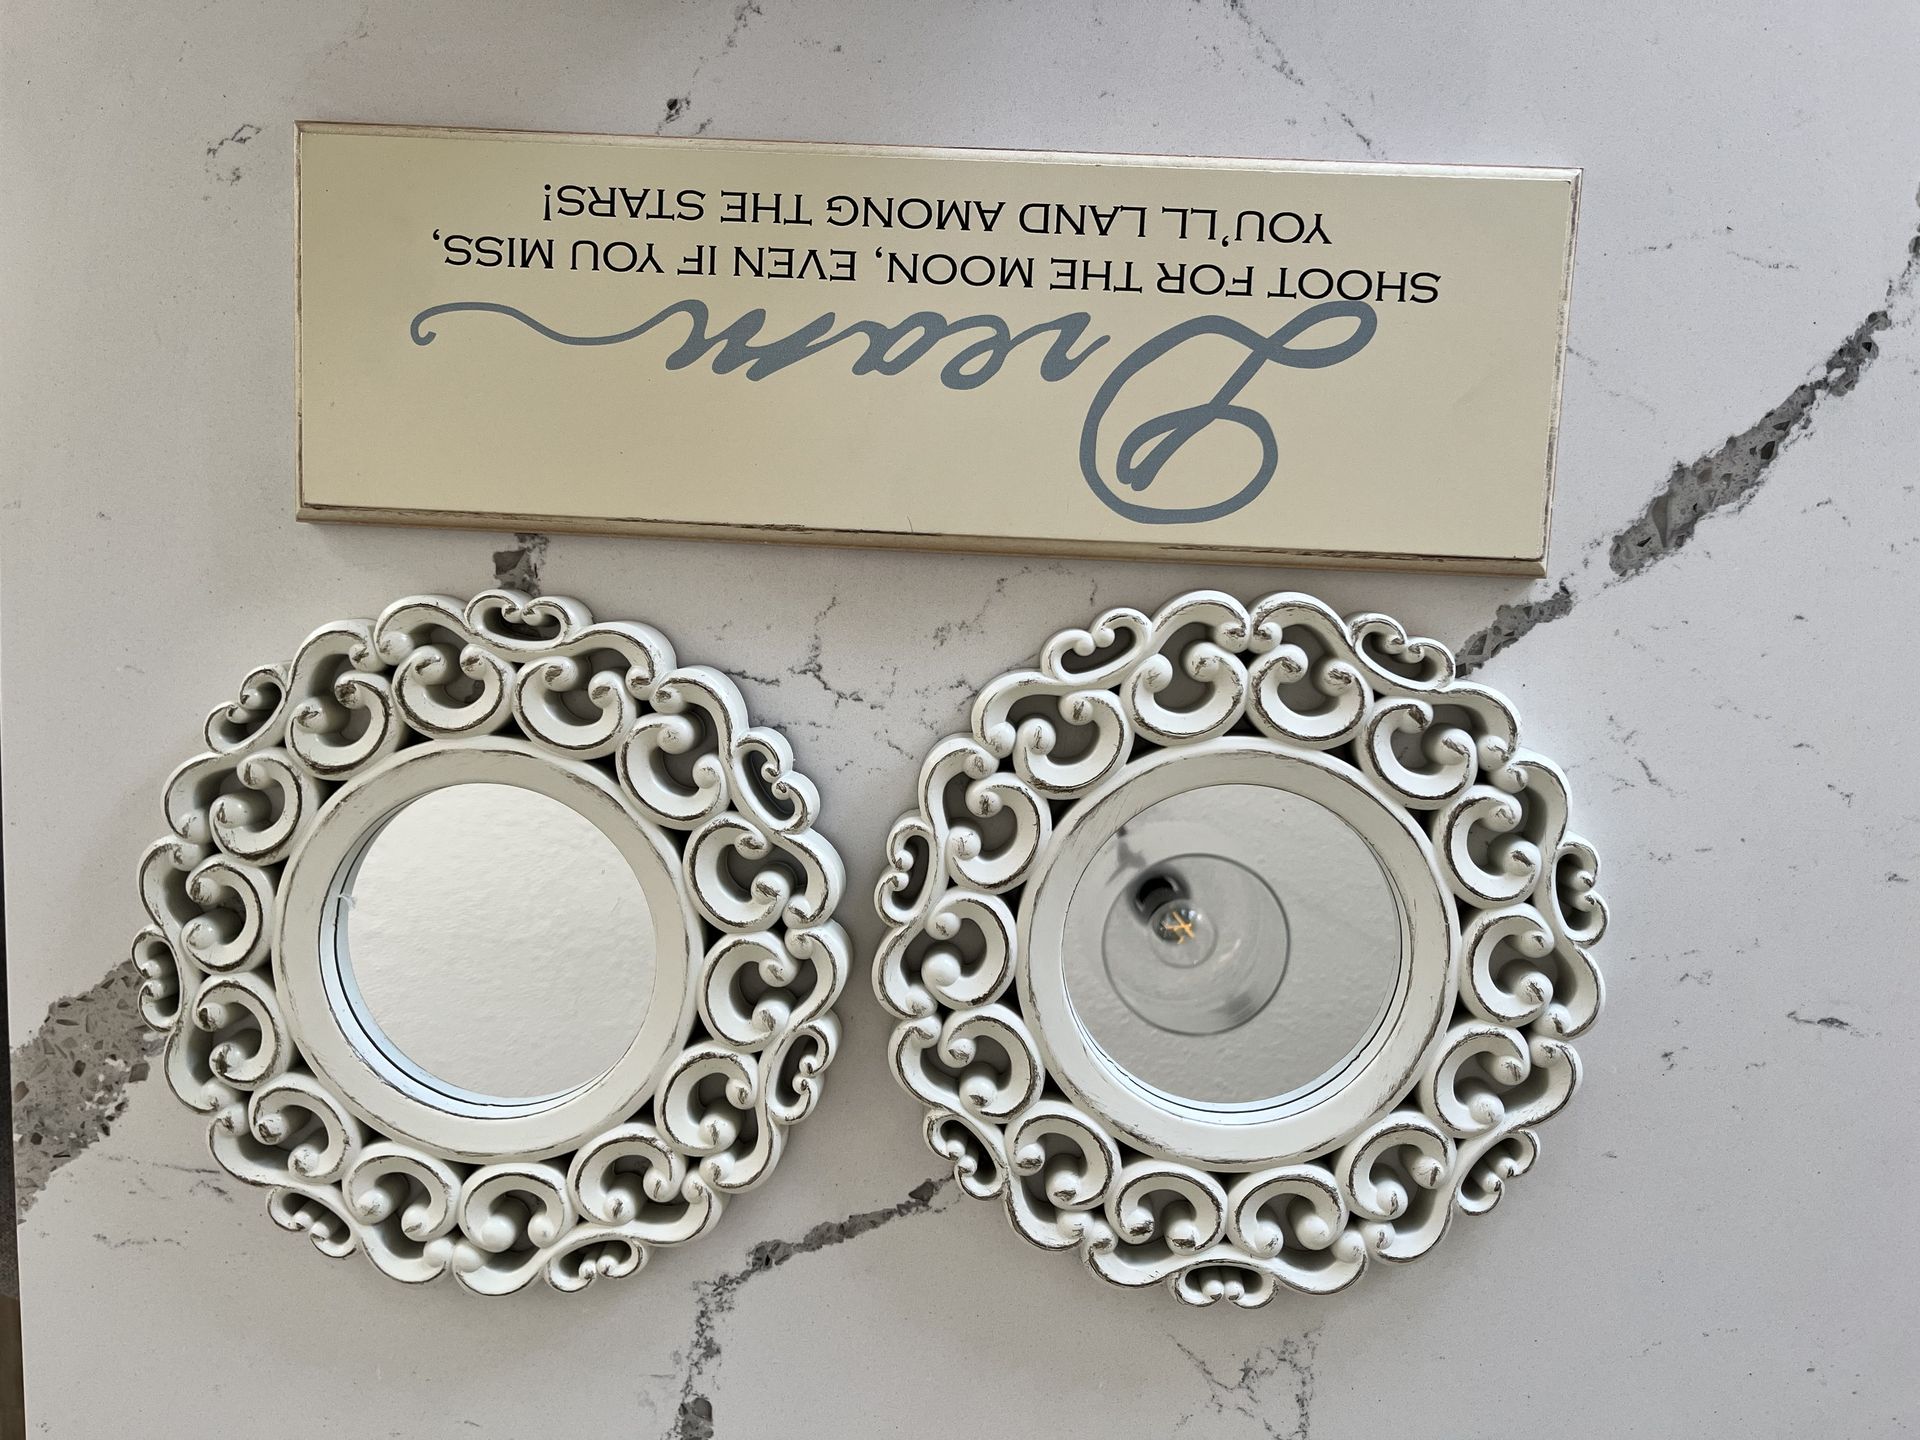 Dream
SHOOT FOR THE MOON, EVEN IF YOU MISS,
YOU'LL LAND AMONG THE STARS!